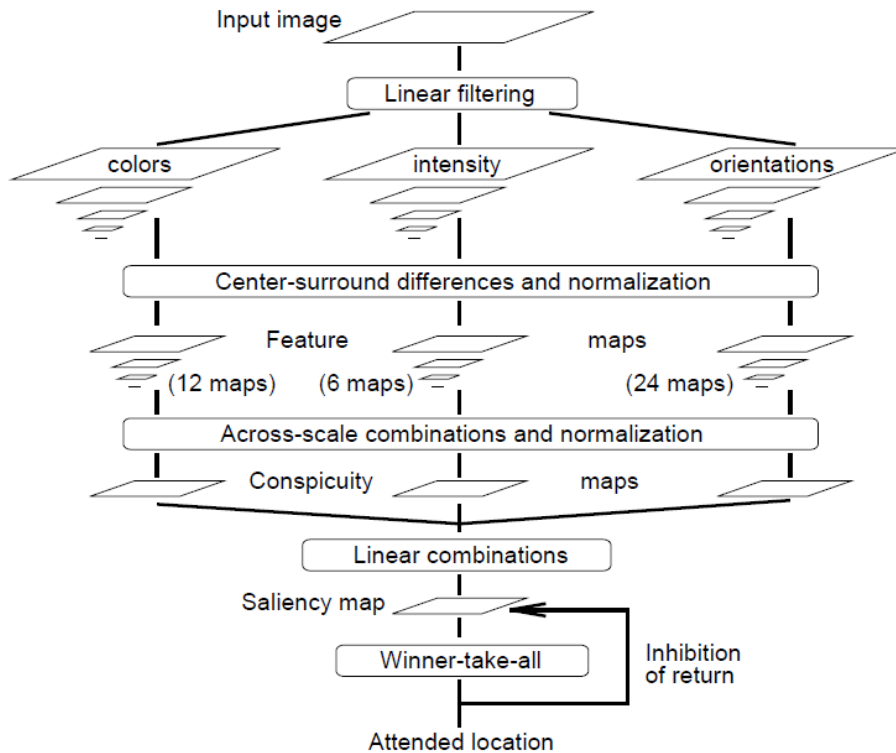 Input image
Linear filtering
colors
intensity
orientations
Center-surround differences and normalization
Feature maps
(12 maps)
(6 maps)
(24 maps)
Across-scale combinations and normalization
Conspicuity maps
Linear combinations
Saliency map
Winner-take-all
Inhibition
of return
Attended location